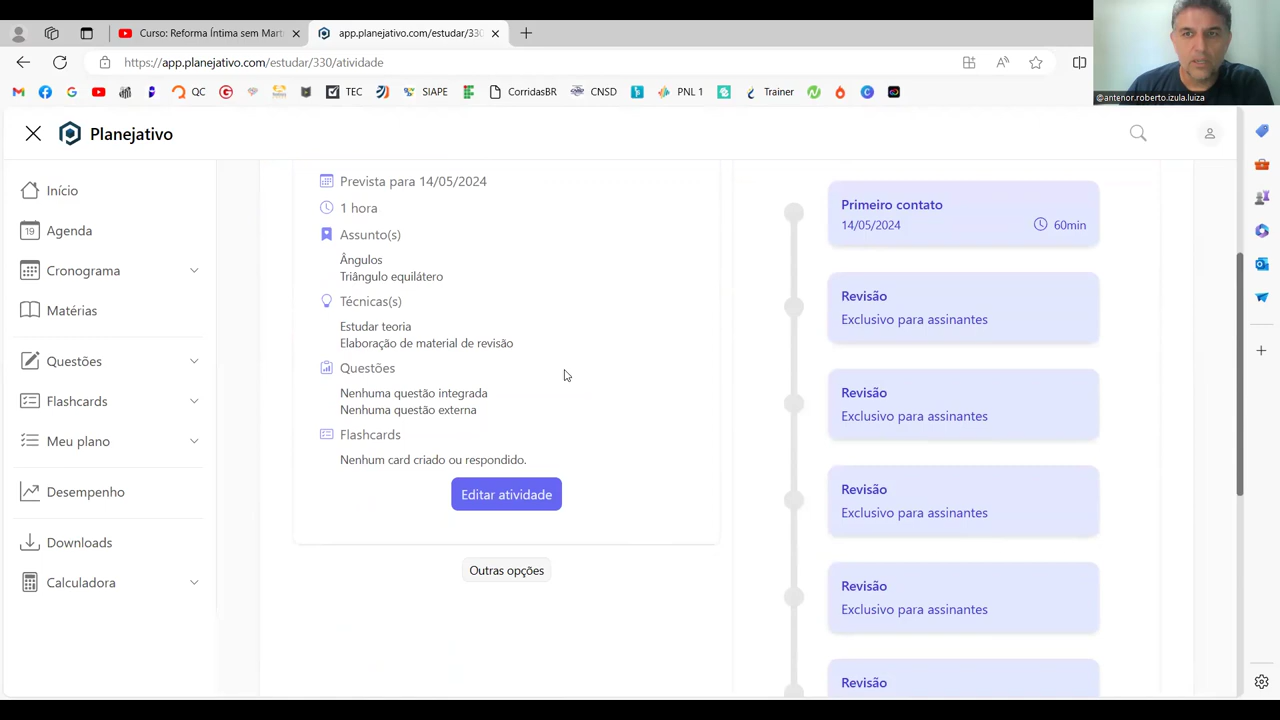 Curso: Reforma Íntima sem Mart
app.planejativo.com/estudar/330
https://app.planejativo.com/estudar/330/atividade
QC
TEC
SIAPE
CorridasBR
CNSD
PNL 1
Trainer
@antenor.roberto.izula.luiza
Planejativo
Início
19 Agenda
Cronograma
Matérias
Questões
Flashcards
Meu plano
Desempenho
Downloads
Calculadora
Prevista para 14/05/2024
1 hora
Assunto(s)
Ângulos
Triângulo equilátero
Técnicas(s)
Estudar teoria
Elaboração de material de revisão
Questões
Nenhuma questão integrada
Nenhuma questão externa
Flashcards
Nenhum card criado ou respondido.
Editar atividade
Outras opções
Primeiro contato
14/05/2024 60min
Revisão
Exclusivo para assinantes
Revisão
Exclusivo para assinantes
Revisão
Exclusivo para assinantes
Revisão
Exclusivo para assinantes
Revisão